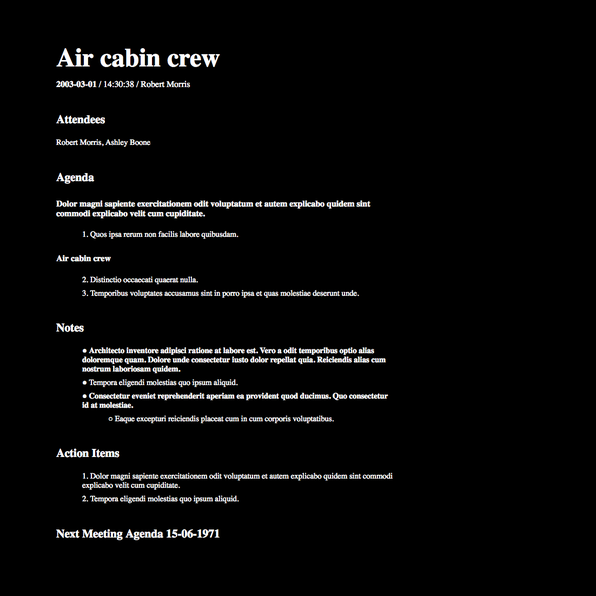 Air cabin crew
2003-03-01 / 14:30:38 / Robert Morris
Attendees
Robert Morris, Ashley Boone
Agenda
Dolor magni sapiente exercitationem odit voluptatum et autem explicabo quidem sint
commodi explicabo velit cum cupiditate.
1. Quos ipsa rerum non facilis labore quibusdam.
Air cabin crew
2. Distinctio occaecati quaerat nulla.
3. Temporibus voluptates accusamus sint in porro ipsa et quas molestiae deserunt unde.
Notes
● Architecto inventore adipisci ratione at labore est. Vero a odit temporibus optio alias
doloremque quam. Dolore unde consectetur iusto dolor repellat quia. Reiciendis alias cum
nostrum laboriosam quidem.
● Tempora eligendi molestias quo ipsum aliquid.
● Consectetur eveniet reprehenderit aperiam ea provident quod ducimus. Quo consectetur
id at molestiae.
○ Eaque excepturi reiciendis placeat cum in cum corporis voluptatibus.
Action Items
1. Dolor magni sapiente exercitationem odit voluptatum et autem explicabo quidem sint commodi
explicabo velit cum cupiditate.
2. Tempora eligendi molestias quo ipsum aliquid.
Next Meeting Agenda 15-06-1971